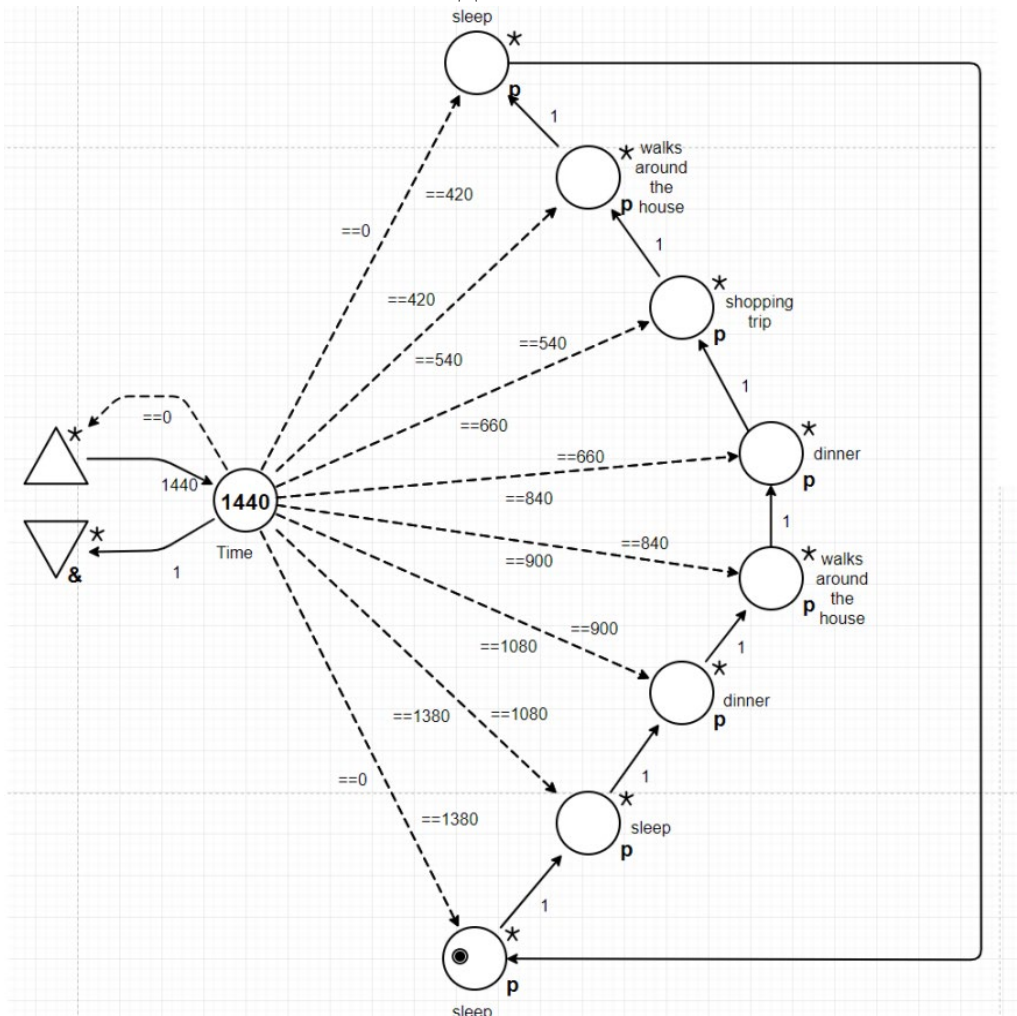 sleep
*
p
1
*
walks
around
the
house
p
==420
==0
1
*
shopping
trip
p
==420
==540
==540
1
==0
*
==660
*
dinner
p
==660
1440
1440
==840
1
*
&
Time
1
==840
==900
*
walks
around
the
house
p
==900
1
==1080
*
dinner
p
==1380
==1080
1
==0
*
sleep
p
==1380
1
*
p
sleep